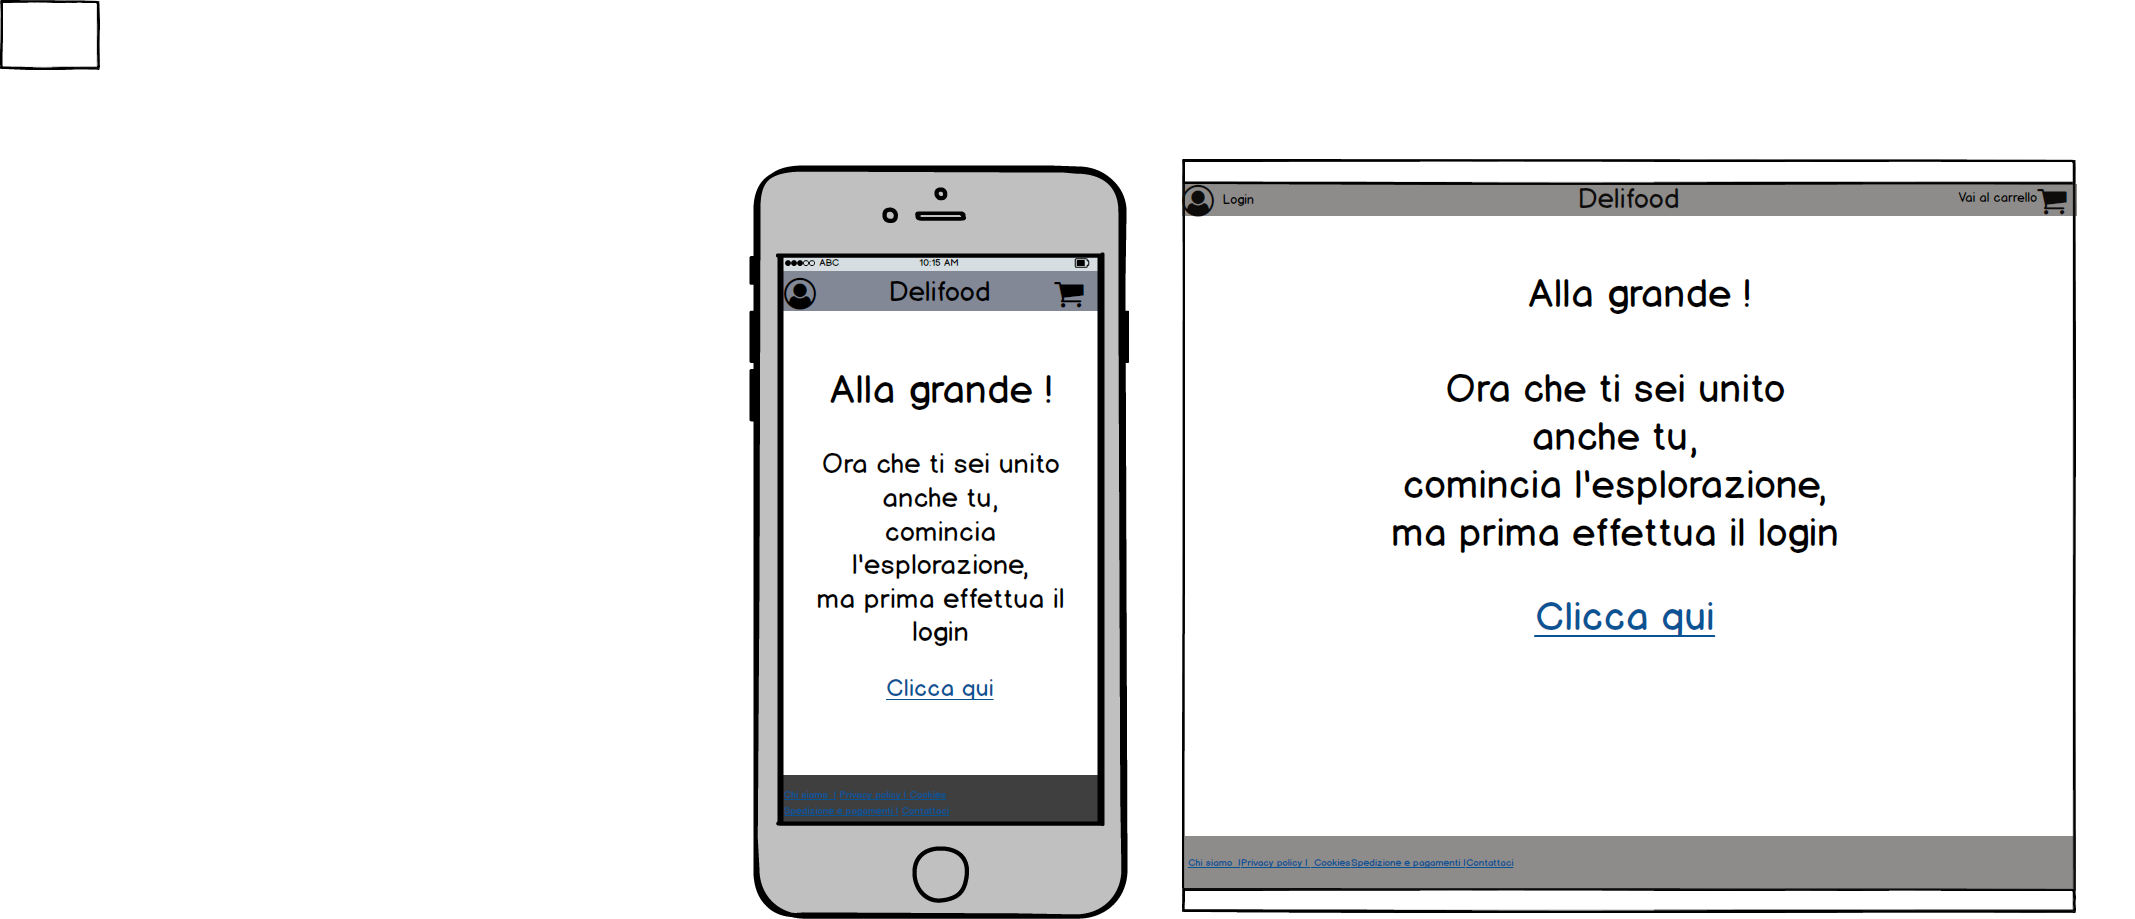 ABC 10:15 AM
Delifood
Alla grande !
Ora che ti sei unito
anche tu,
comincia
l'esplorazione,
ma prima effettua il
login
Clicca qui
Chi siamo | Privacy policy | Cookies
Spedizione e pagamenti | Contattaci
Login Delifood Vai al carrello
Alla grande !
Ora che ti sei unito
anche tu,
comincia l'esplorazione,
ma prima effettua il login
Clicca qui
Chi siamo |Privacy policy | CookiesSpedizione e pagamenti |Contattaci